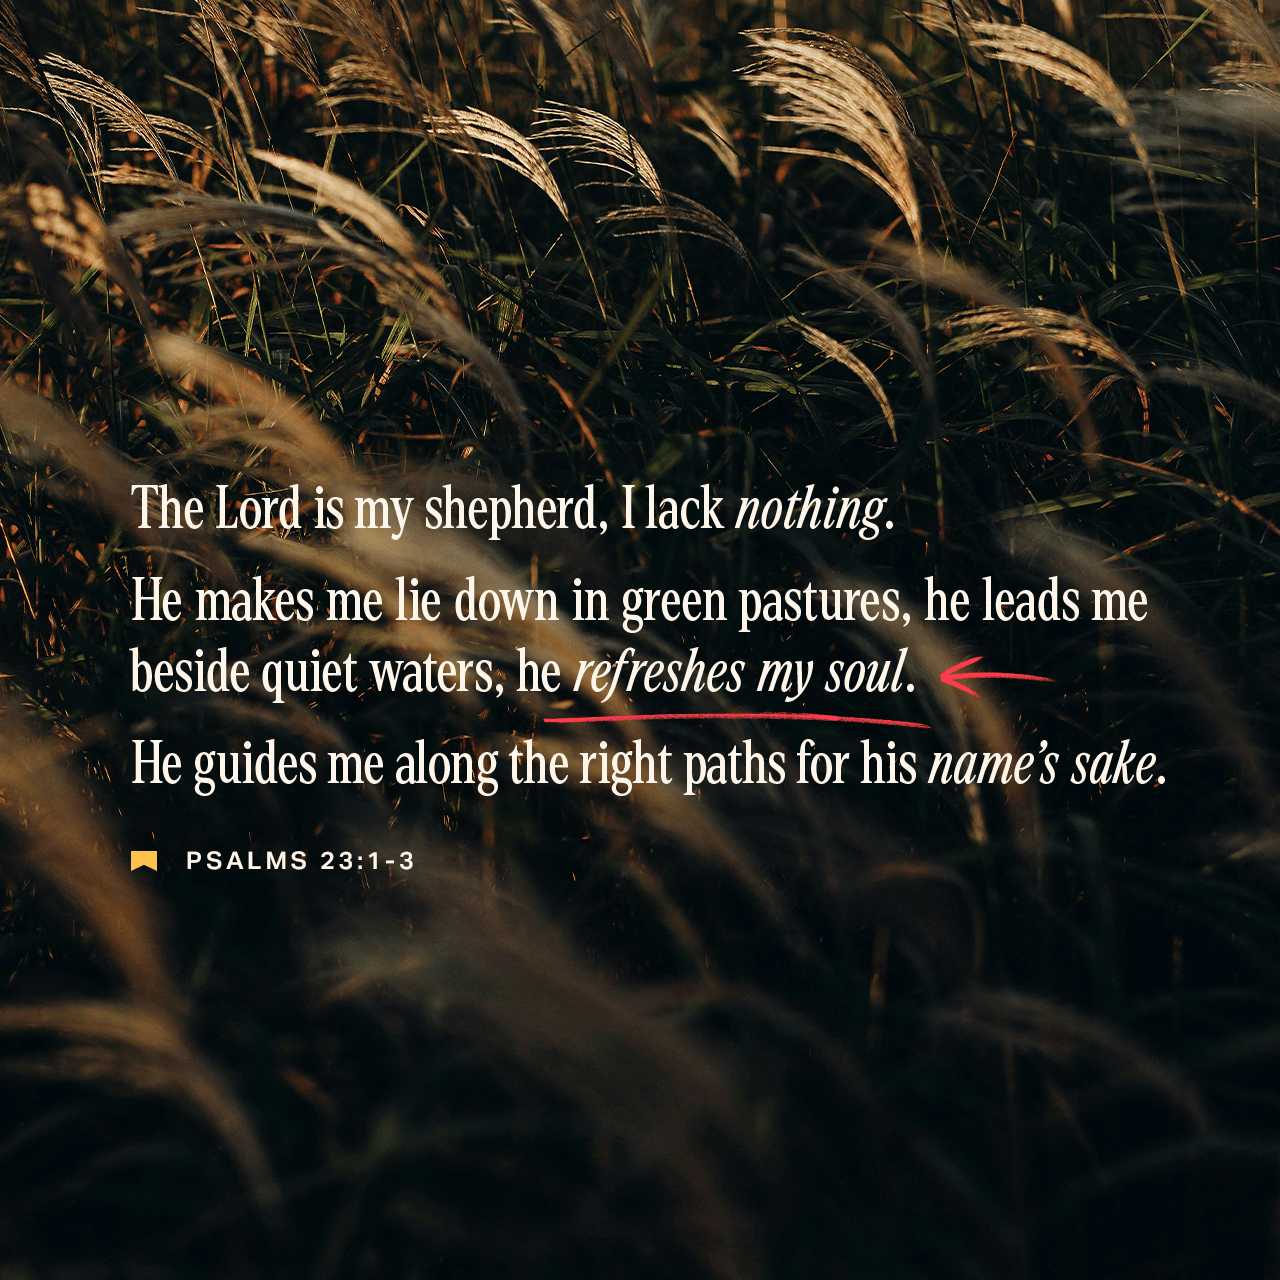 The Lord is my shepherd, I lack nothing.
He makes me lie down in green pastures, he leads me
beside quiet waters, he refreshes my soul.
He guides me along the right paths for his name’s sake.
PSALMS 23:1-3